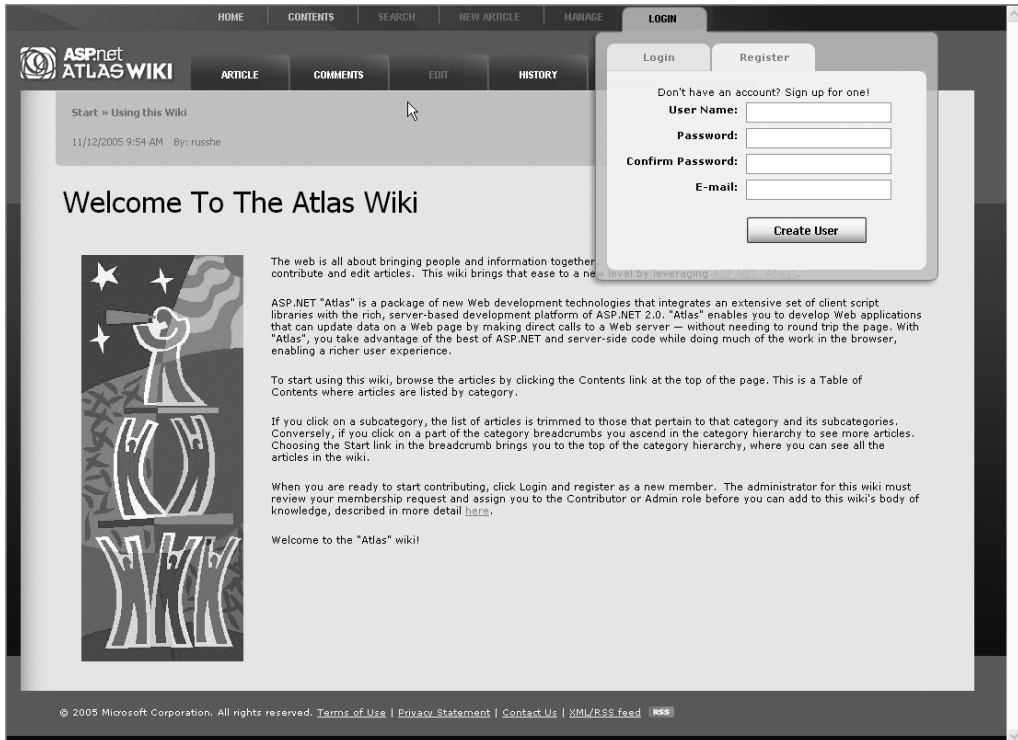 HOME CONTENTS SEARCH NEW ARTICLE MANAGE LOGIN
ASP.net
ATLAS WIKI
ARTICLE COMMENTS EDIT HISTORY
Login Register
Don't have an account? Sign up for one!
User Name:
Password:
Confirm Password:
E-mail:
Create User
Start » Using this Wiki
11/12/2005 9:54 AM By: russhe
Welcome To The Atlas Wiki
The web is all about bringing people and information together.
contribute and edit articles. This wiki brings that ease to a new level by leveraging ASP.NET "Atlas".
ASP.NET "Atlas" is a package of new Web development technologies that integrates an extensive set of client script
libraries with the rich, server-based development platform of ASP.NET 2.0. "Atlas" enables you to develop Web applications
that can update data on a Web page by making direct calls to a Web server — without needing to round trip the page. With
"Atlas", you take advantage of the best of ASP.NET and server-side code while doing much of the work in the browser,
enabling a richer user experience.
To start using this wiki, browse the articles by clicking the Contents link at the top of the page. This is a Table of
Contents where articles are listed by category.
If you click on a subcategory, the list of articles is trimmed to those that pertain to that category and its subcategories.
Conversely, if you click on a part of the category breadcrumbs you ascend in the category hierarchy to see more articles.
Choosing the Start link in the breadcrumb brings you to the top of the category hierarchy, where you can see all the
articles in the wiki.
When you are ready to start contributing, click Login and register as a new member. The administrator for this wiki must
review your membership request and assign you to the Contributor or Admin role before you can add to this wiki's body of
knowledge, described in more detail here.
Welcome to the "Atlas" wiki!
© 2005 Microsoft Corporation. All rights reserved. Terms of Use | Privacy Statement | Contact Us | XML/RSS feed RSS